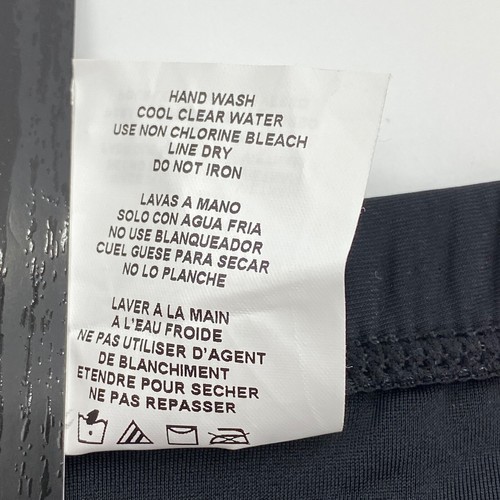 HAND WASH
COOL CLEAR WATER
USE NON CHLORINE BLEACH
LINE DRY
DO NOT IRON
LAVAS A MANO
SOLO CON AGUA FRIA
NO USE BLANQUEADOR
CUEL GUESE PARA SECAR
NO LO PLANCHE
LAVER A LA MAIN
A L'EAU FROIDE
NE PAS UTILISER D'AGENT
DE BLANCHIMENT
ETENDRE POUR SECHER
NE PAS REPASSER